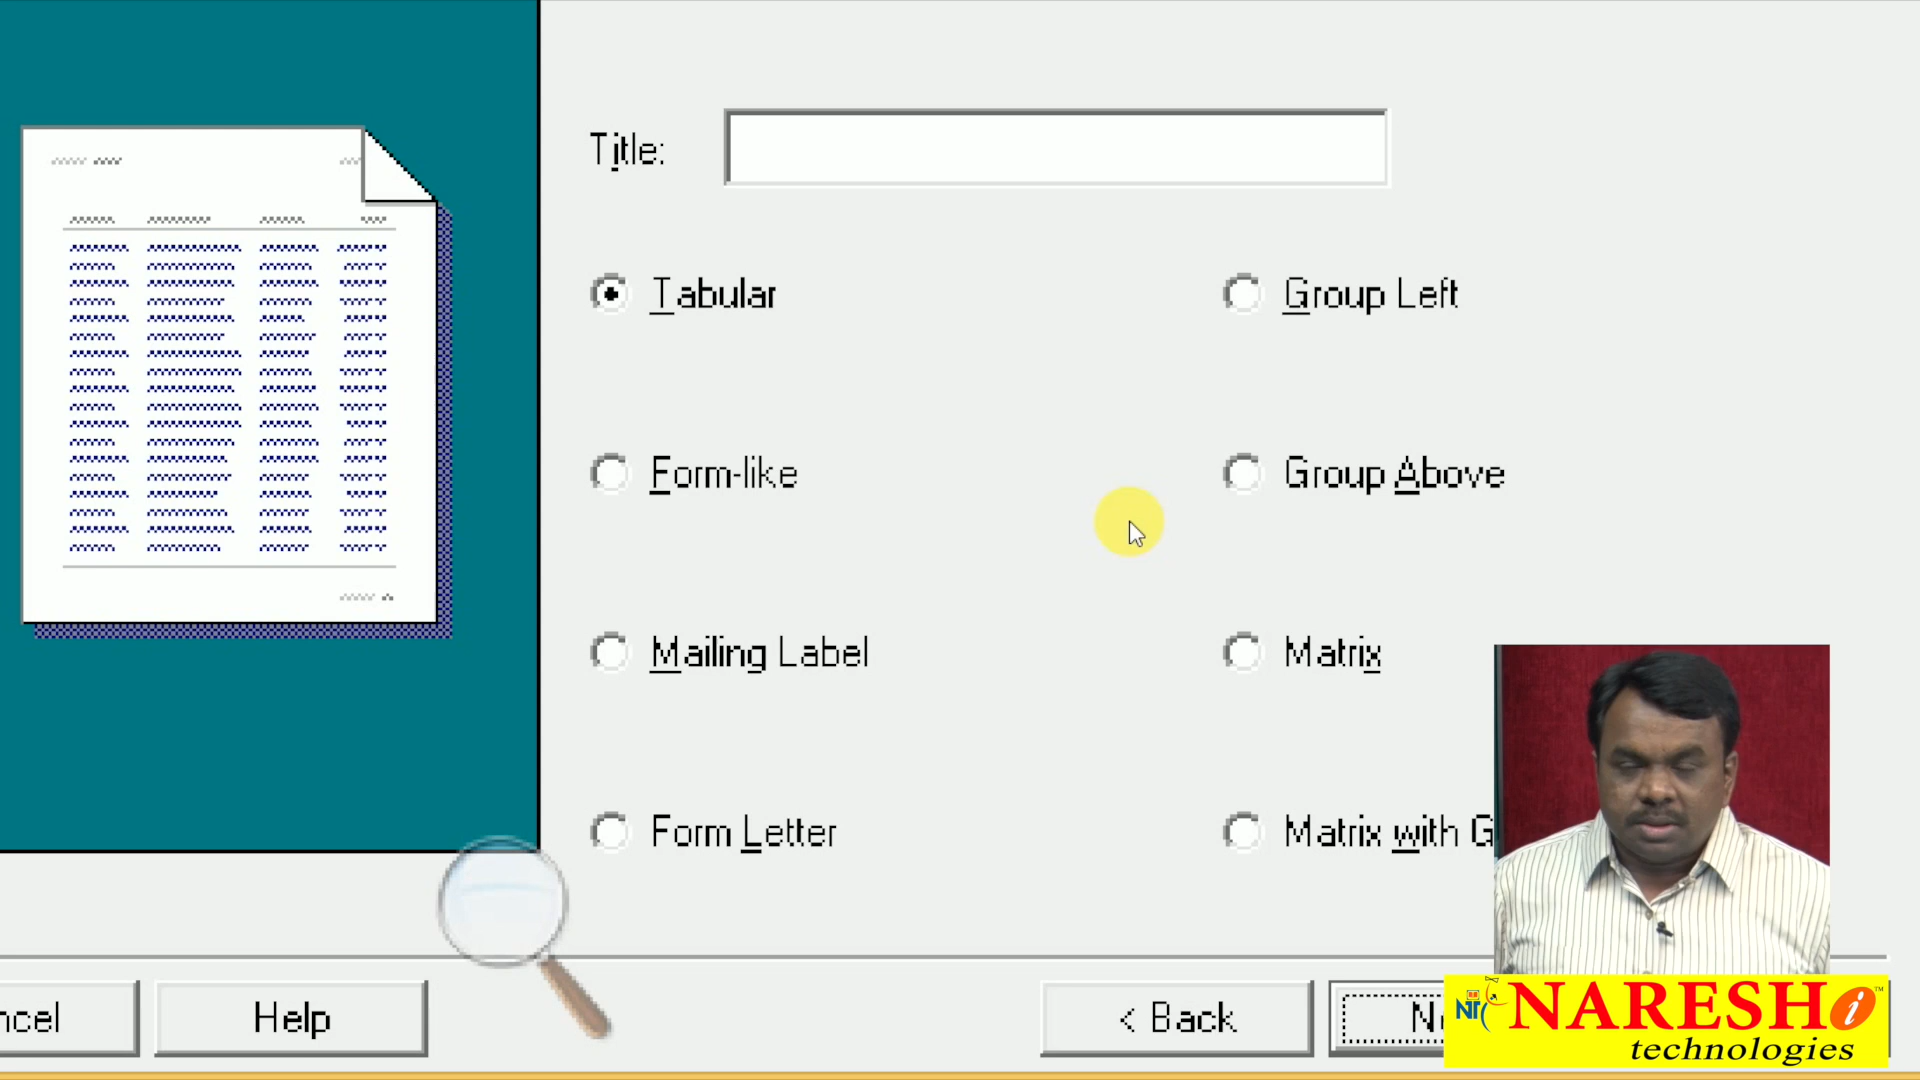 Title:
Tabular
Group Left
Form-like
Group Above
Mailing Label
Matrix
Form Letter
Matrix with G
ncel
Help
< Back
N
NARESH i ™
technologies